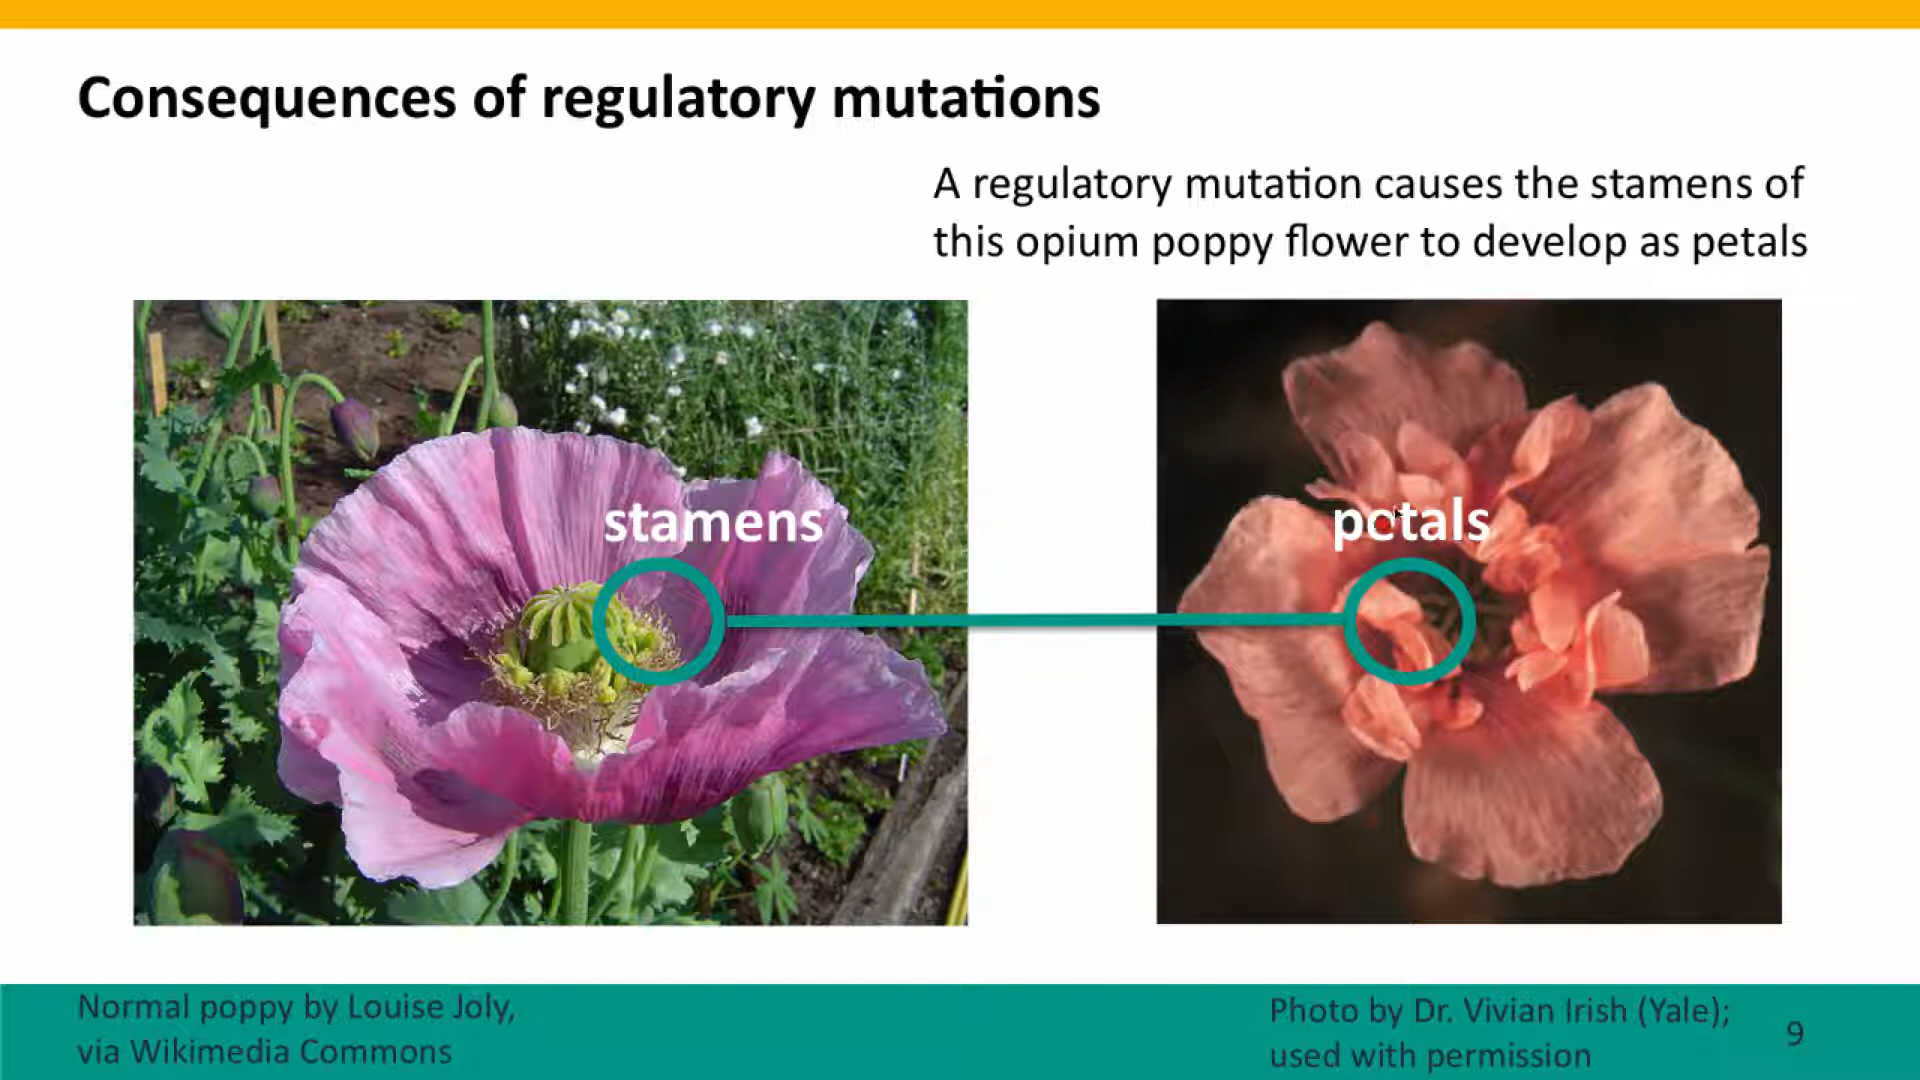 Consequences of regulatory mutations
A regulatory mutation causes the stamens of
this opium poppy flower to develop as petals
stamens
petals
Normal poppy by Louise Joly,
via Wikimedia Commons
Photo by Dr. Vivian Irish (Yale);
used with permission
9